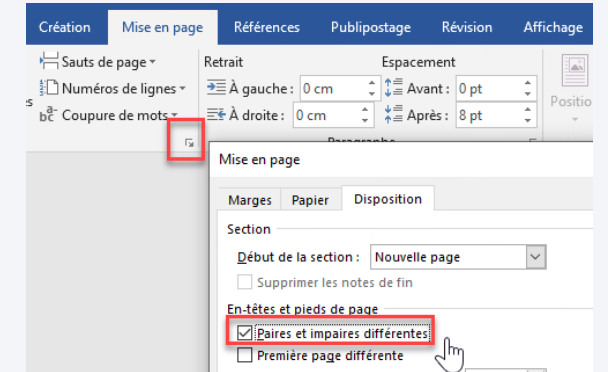 Création Mise en page Références Publipostage Révision Affichage
Sauts de page Retrait Espacement
Numéros de lignes À gauche : 0 cm Avant : 0 pt
Coupure de mots À droite : 0 cm Après : 8 pt Positio
Mise en page
Marges Papier Disposition
Section
Début de la section : Nouvelle page
Supprimer les notes de fin
En-têtes et pieds de page
Paires et impaires différentes
Première page différente